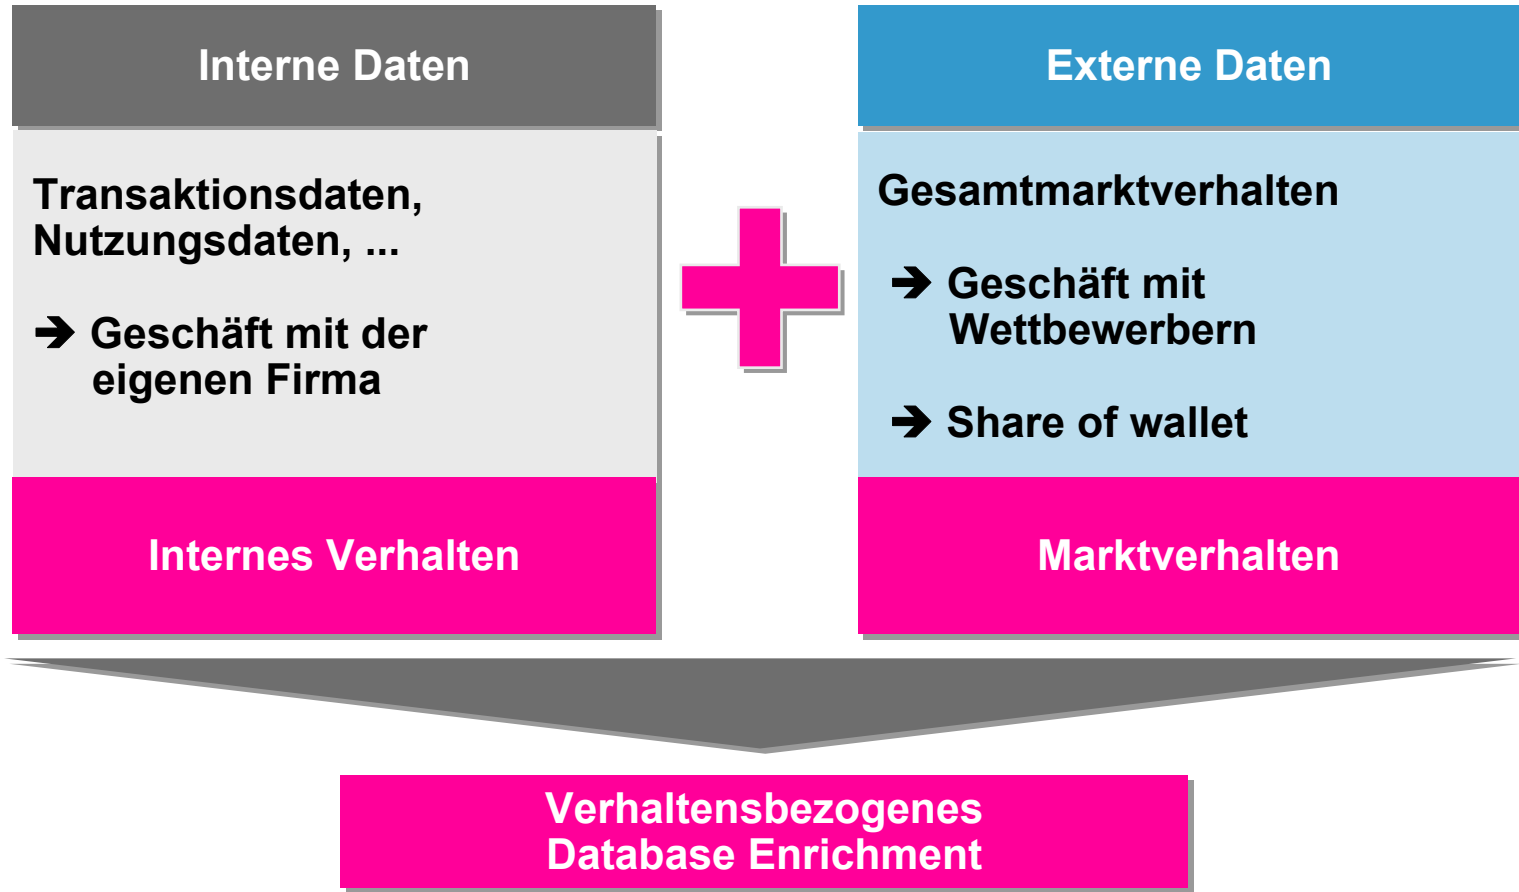 Interne Daten
Transaktionsdaten,
Nutzungsdaten, ...
➔ Geschäft mit der
eigenen Firma
Internes Verhalten
Externe Daten
Gesamtmarktverhalten
➔ Geschäft mit
Wettbewerbern
➔ Share of wallet
Marktverhalten
Verhaltensbezogenes
Database Enrichment